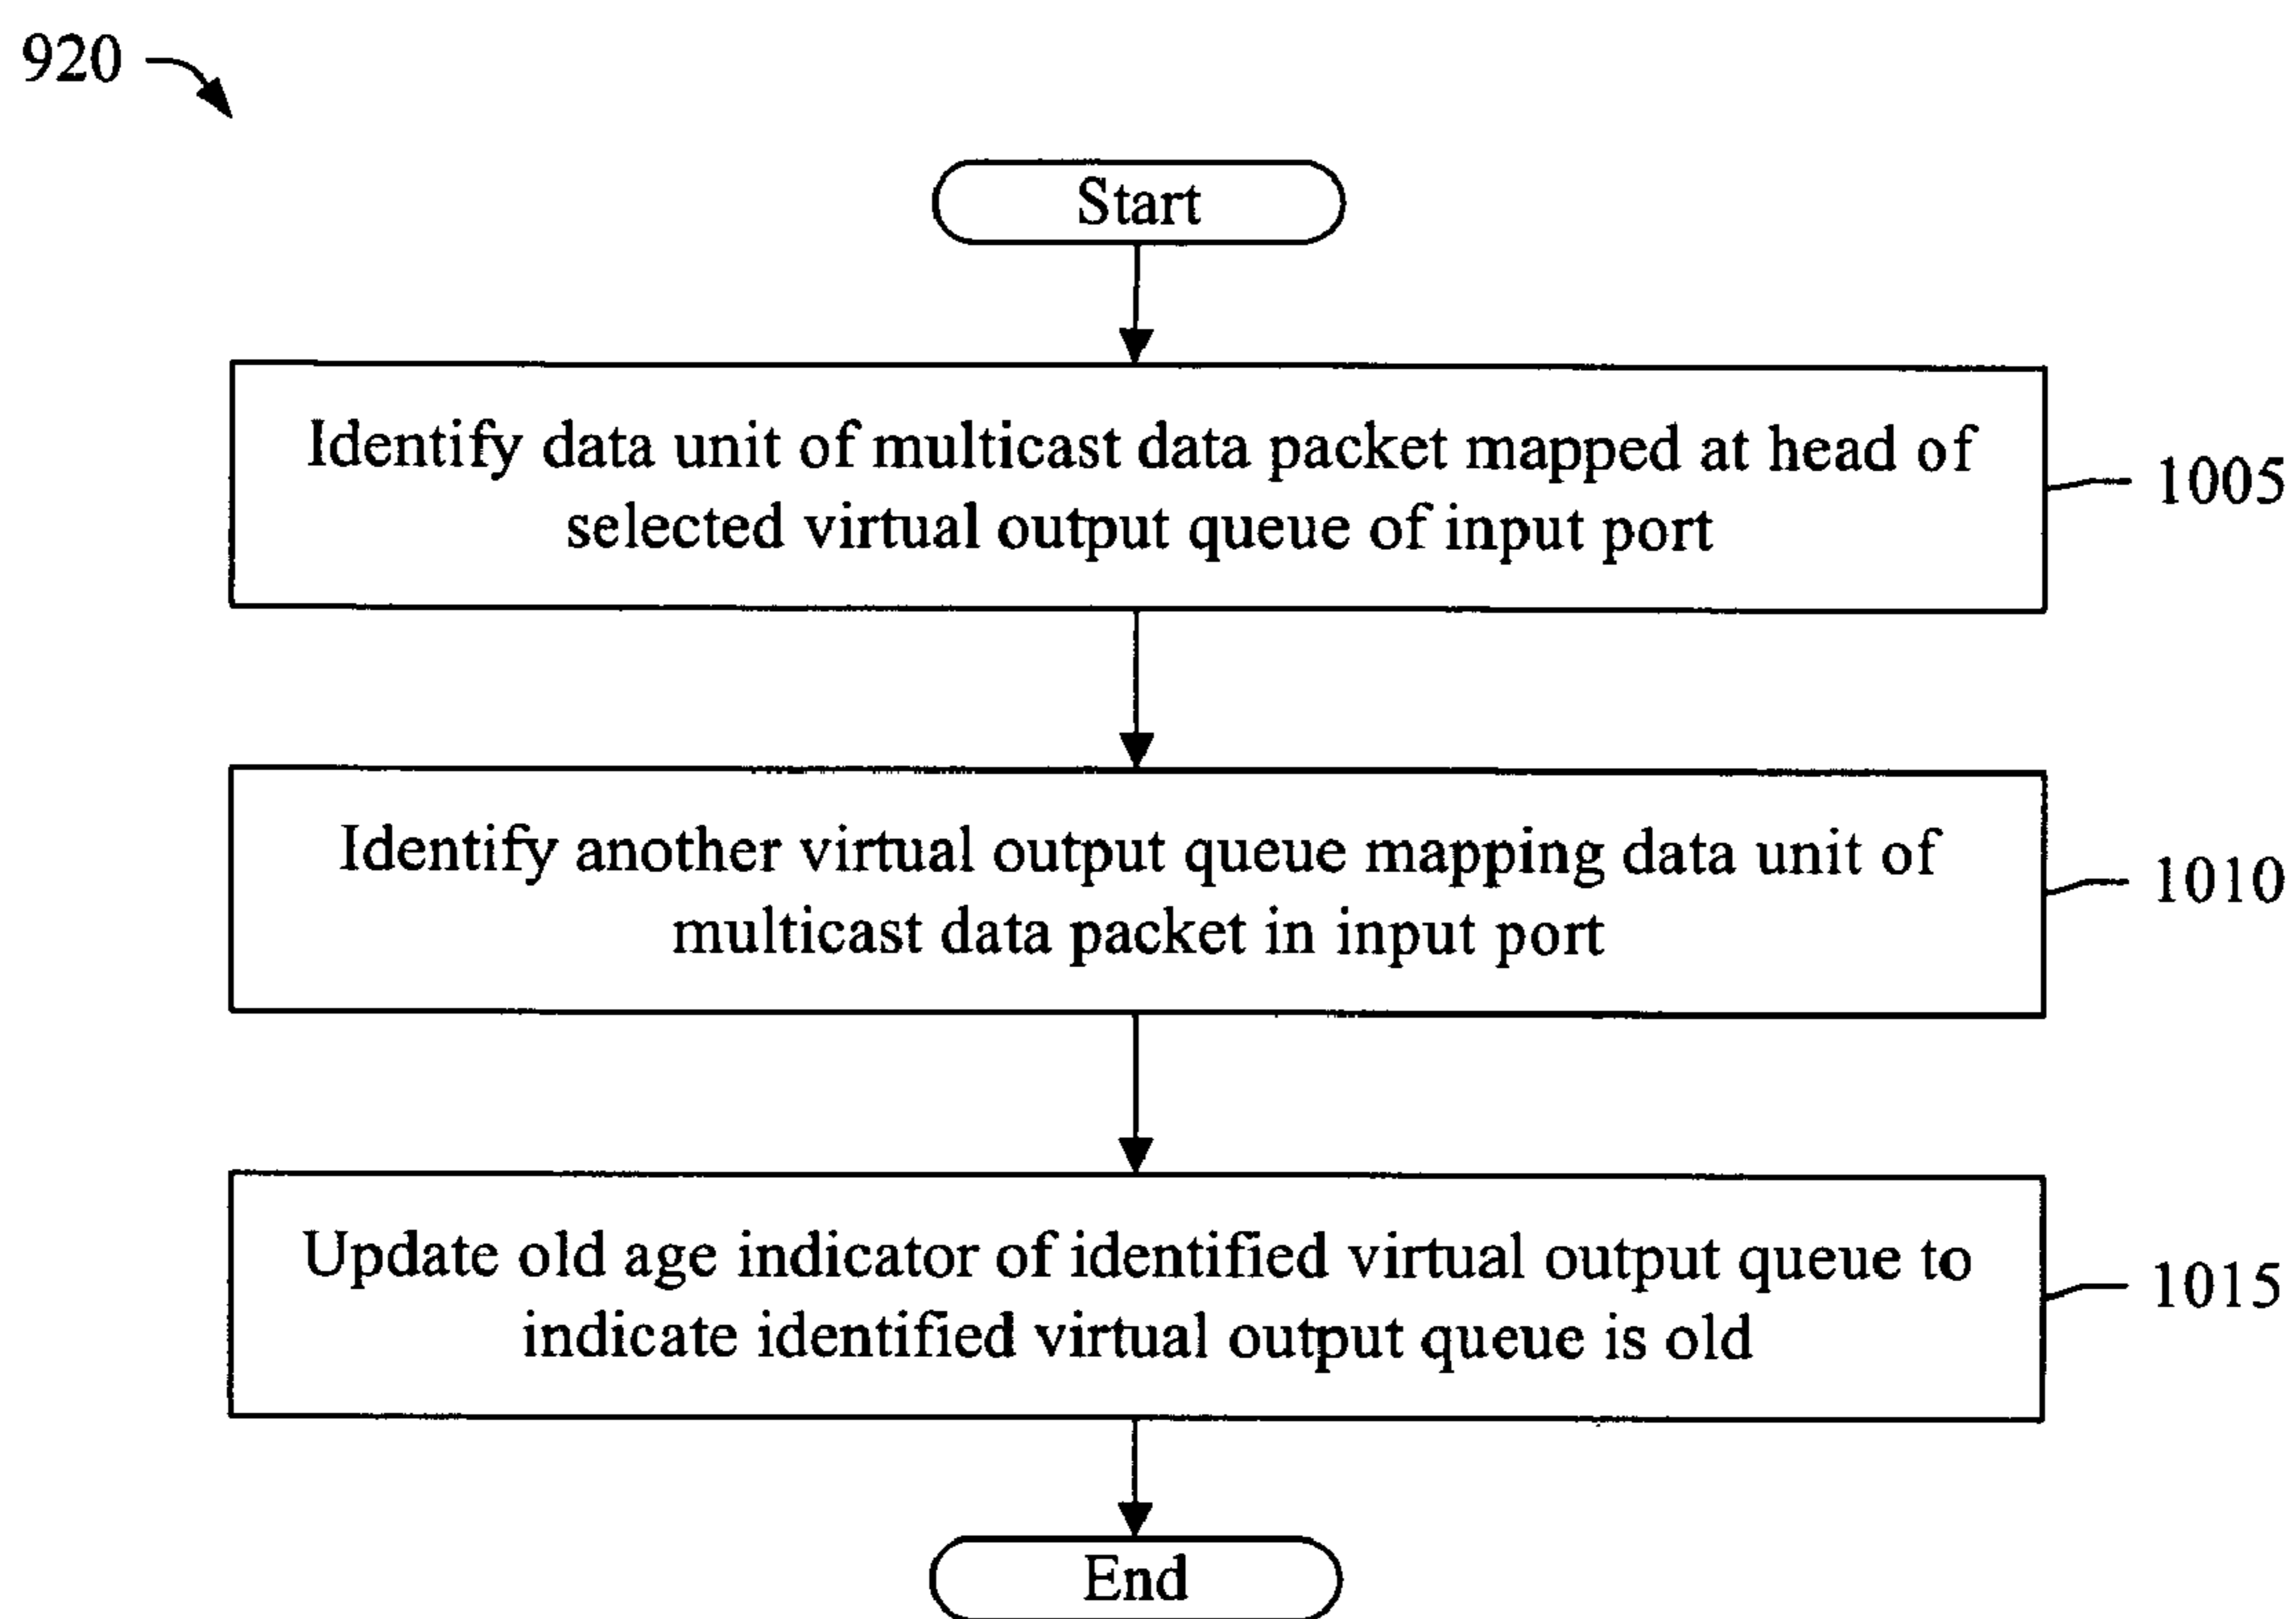 920
Start
Identify data unit of multicast data packet mapped at head of
selected virtual output queue of input port
1005
Identify another virtual output queue mapping data unit of
multicast data packet in input port
1010
Update old age indicator of identified virtual output queue to
indicate identified virtual output queue is old
1015
End